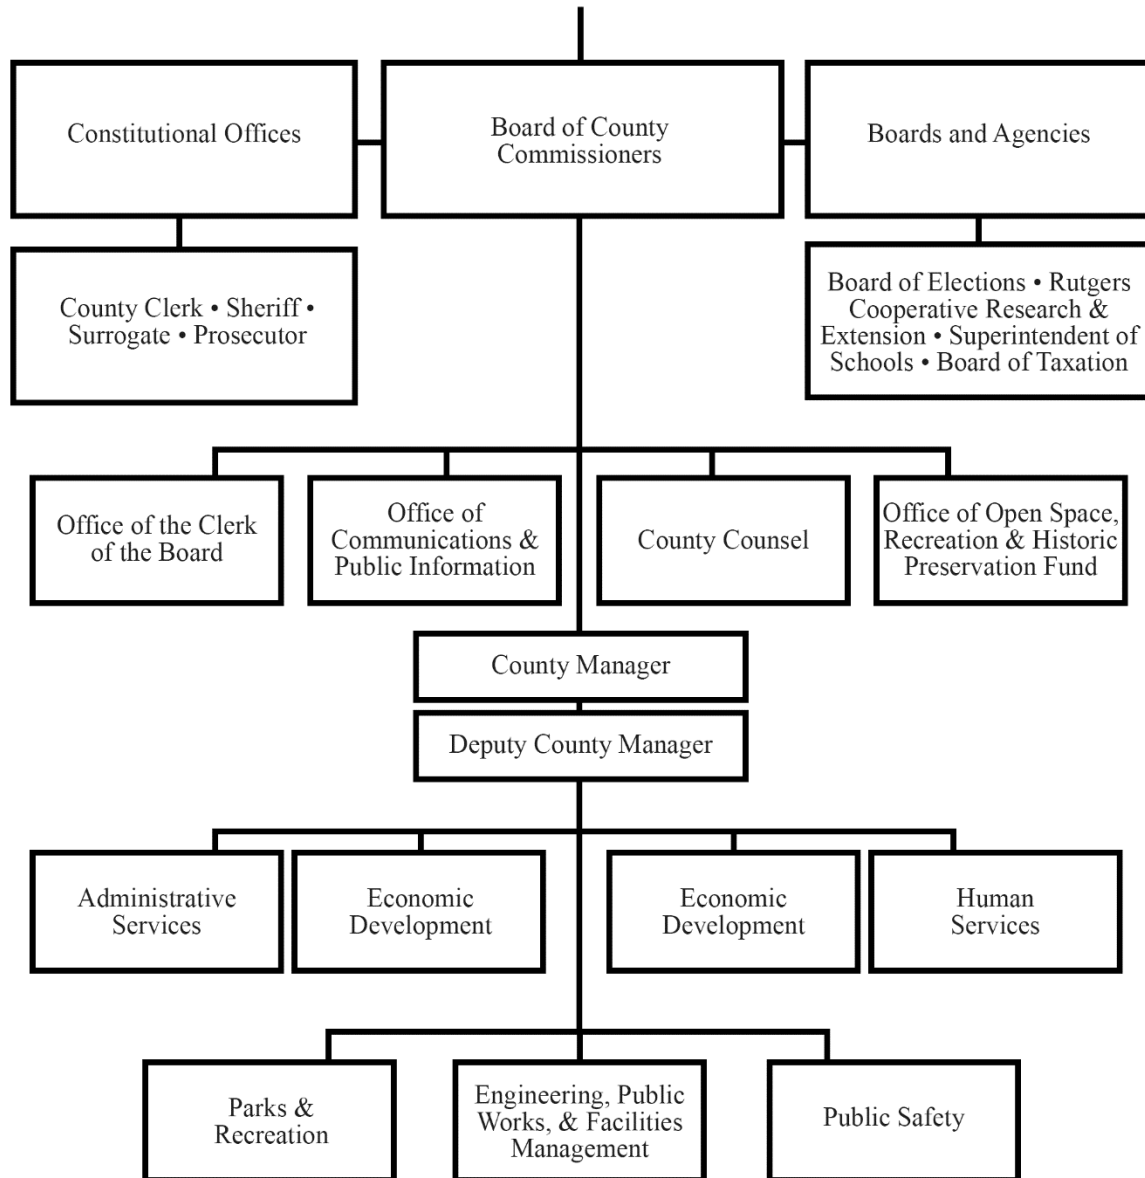 Constitutional Offices
Board of County
Commissioners
Boards and Agencies
County Clerk • Sheriff •
Surrogate • Prosecutor
Board of Elections • Rutgers
Cooperative Research &
Extension • Superintendent of
Schools • Board of Taxation
Office of the Clerk
of the Board
Office of
Communications &
Public Information
County Counsel
Office of Open Space,
Recreation & Historic
Preservation Fund
County Manager
Deputy County Manager
Administrative
Services
Economic
Development
Economic
Development
Human
Services
Parks &
Recreation
Engineering, Public
Works, & Facilities
Management
Public Safety